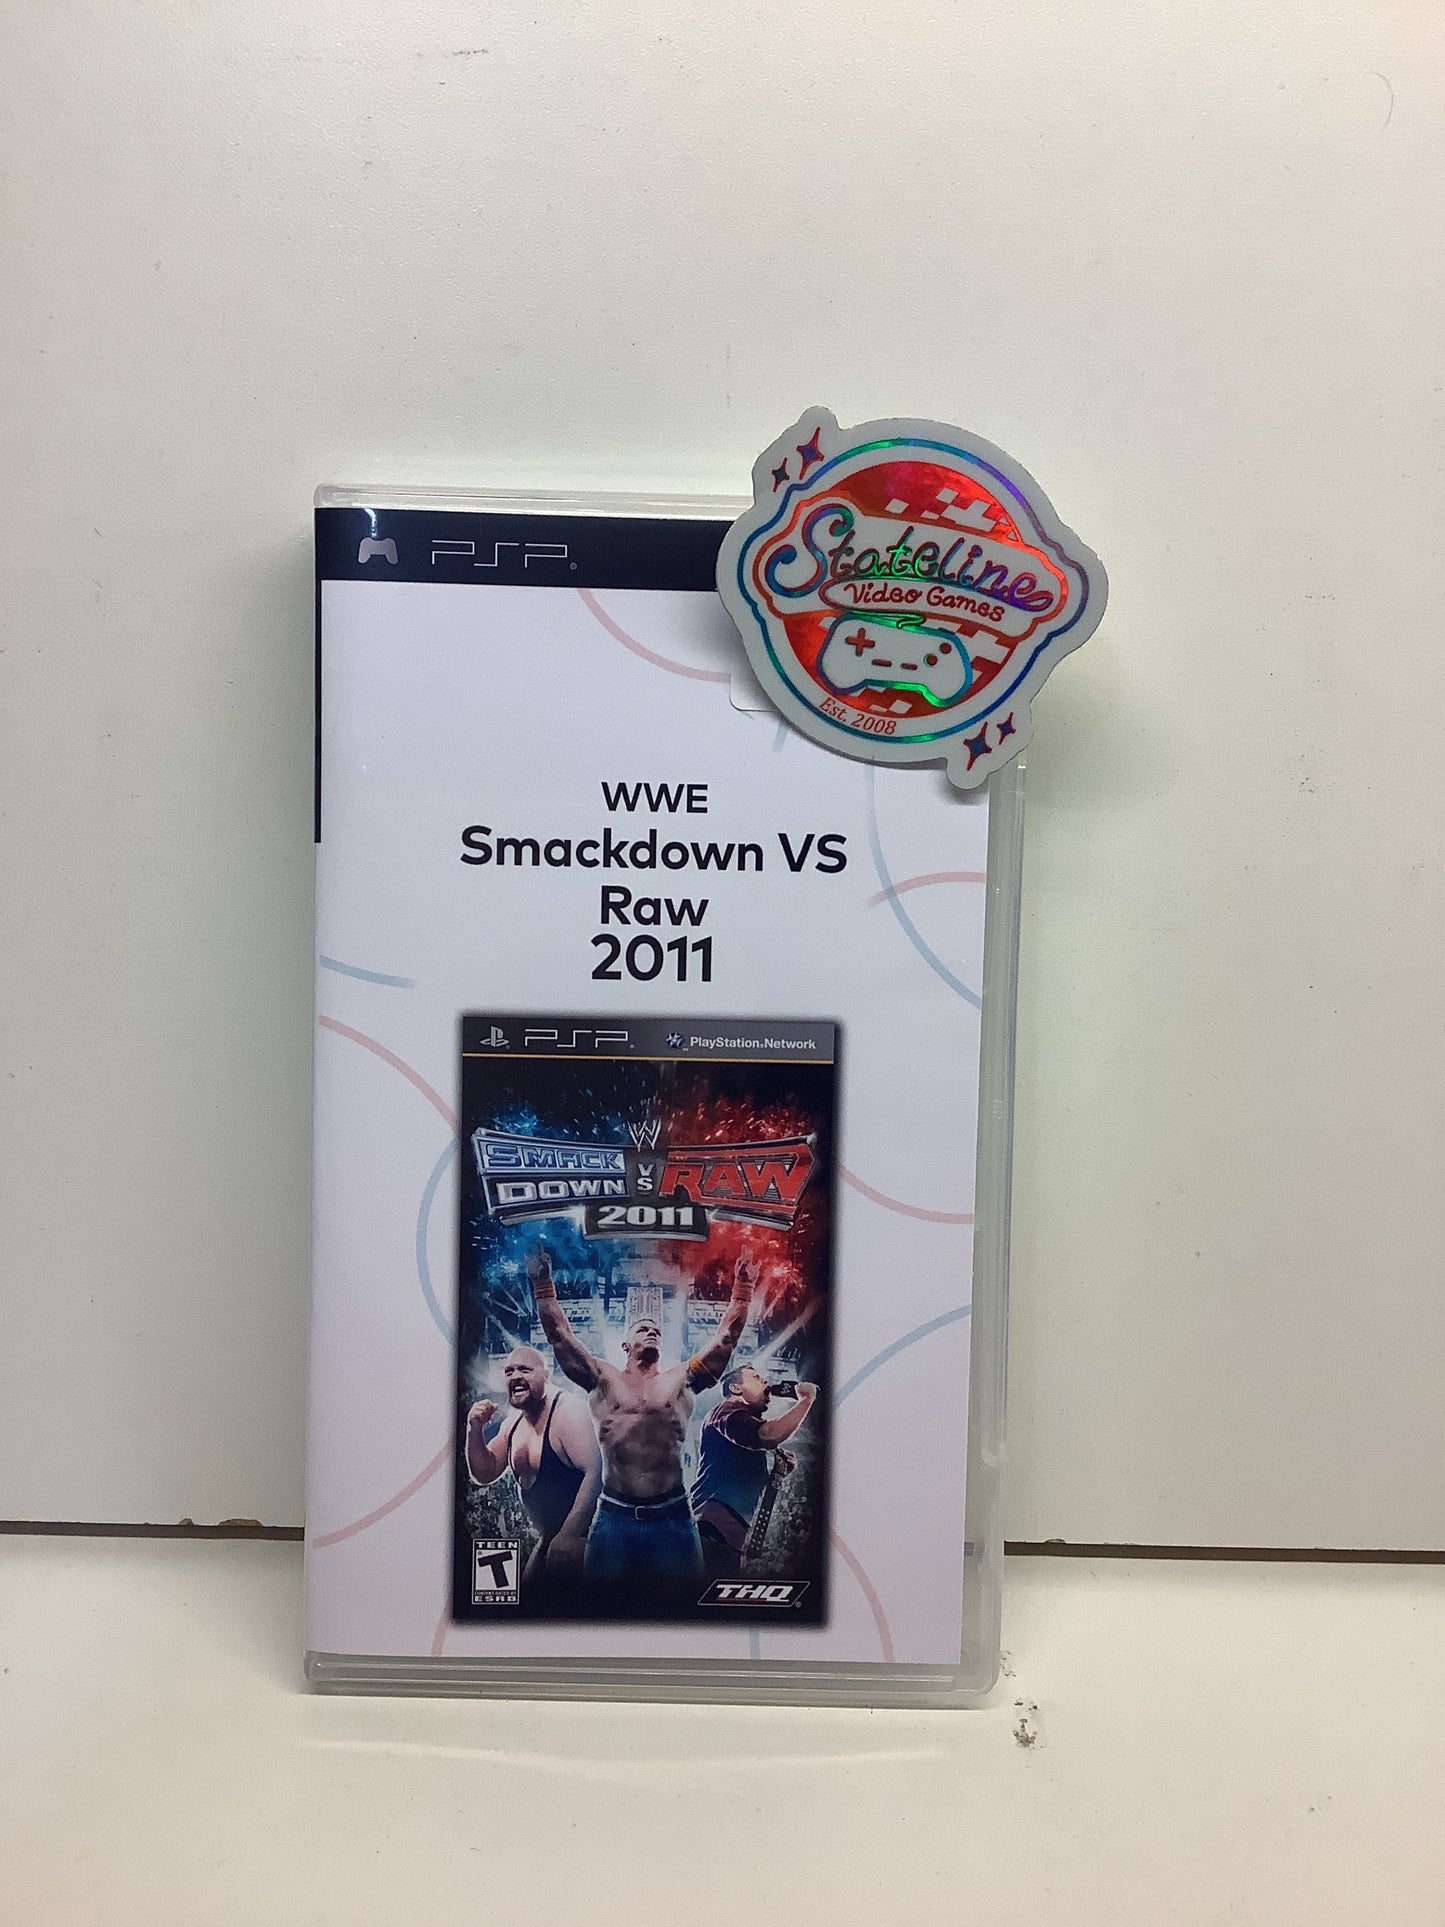 PSP
Stateline
Video Games
Est. 2008
WWE
Smackdown VS
Raw
2011
PSP
PlayStation Network
W
SMACK
DOWN
VS
RAW
2011
TEEN
T
CONTENT RATED BY
ESRB
THQ